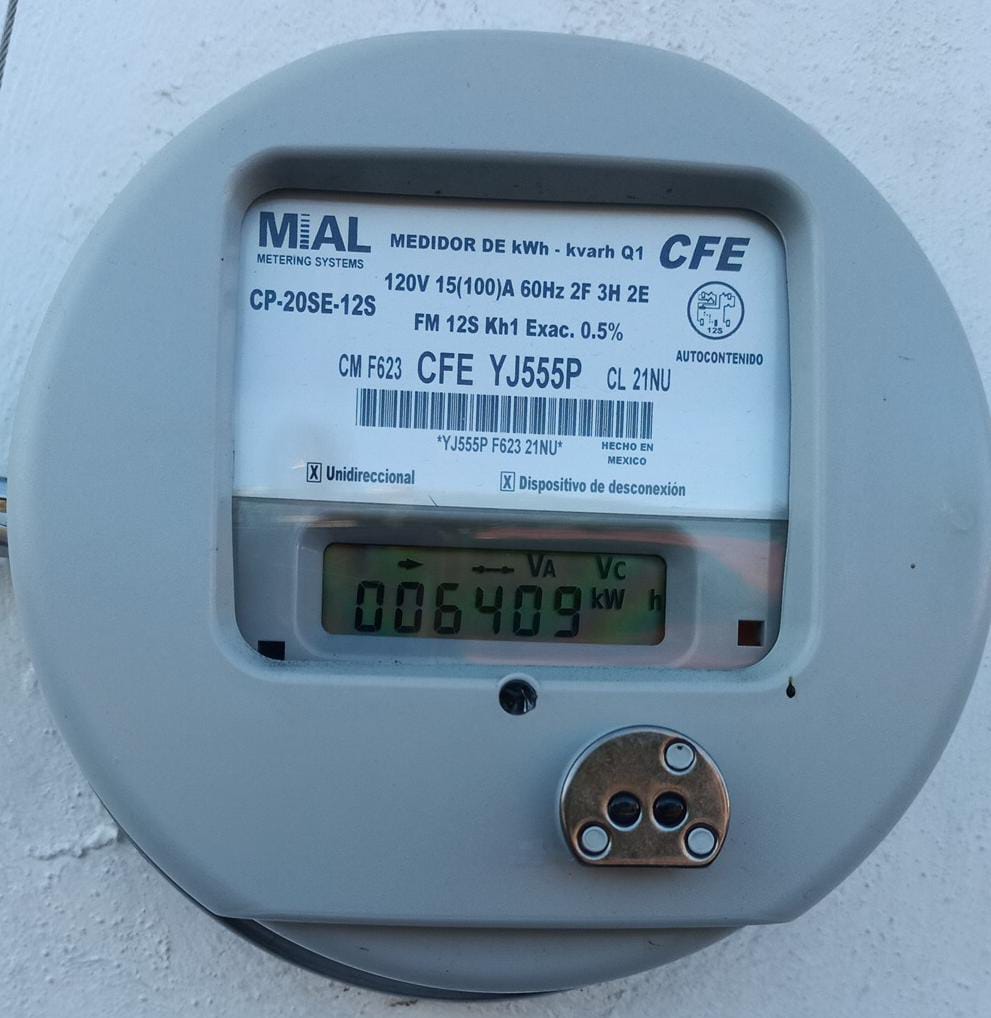 MIAL
METERING SYSTEMS
MEDIDOR DE kWh - kvarh Q1
CFE
120V 15(100)A 60Hz 2F 3H 2E
CP-20SE-12S
FM 12S Kh1 Exac. 0.5%
12S
AUTOCONTENIDO
CM F623 CFE YJ555P CL 21NU
*YJ555P F623 21NU*
HECHO EN
MEXICO
X Unidireccional
X Dispositivo de desconexión
VA VC
006409 kW h